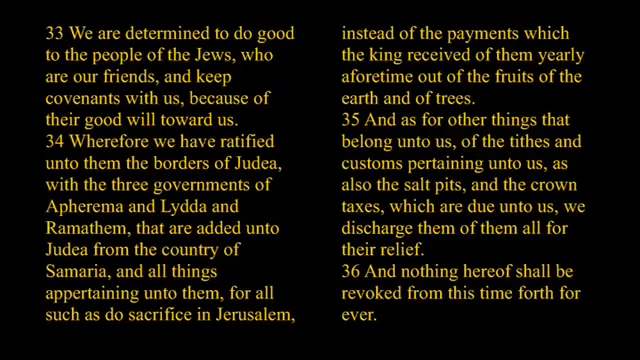 33 We are determined to do good
to the people of the Jews, who
are our friends, and keep
covenants with us, because of
their good will toward us.
34 Wherefore we have ratified
unto them the borders of Judea,
with the three governments of
Apherema and Lydda and
Ramathem, that are added unto
Judea from the country of
Samaria, and all things
appertaining unto them, for all
such as do sacrifice in Jerusalem,
instead of the payments which
the king received of them yearly
aforetime out of the fruits of the
earth and of trees.
35 And as for other things that
belong unto us, of the tithes and
customs pertaining unto us, as
also the salt pits, and the crown
taxes, which are due unto us, we
discharge them of them all for
their relief.
36 And nothing hereof shall be
revoked from this time forth for
ever.